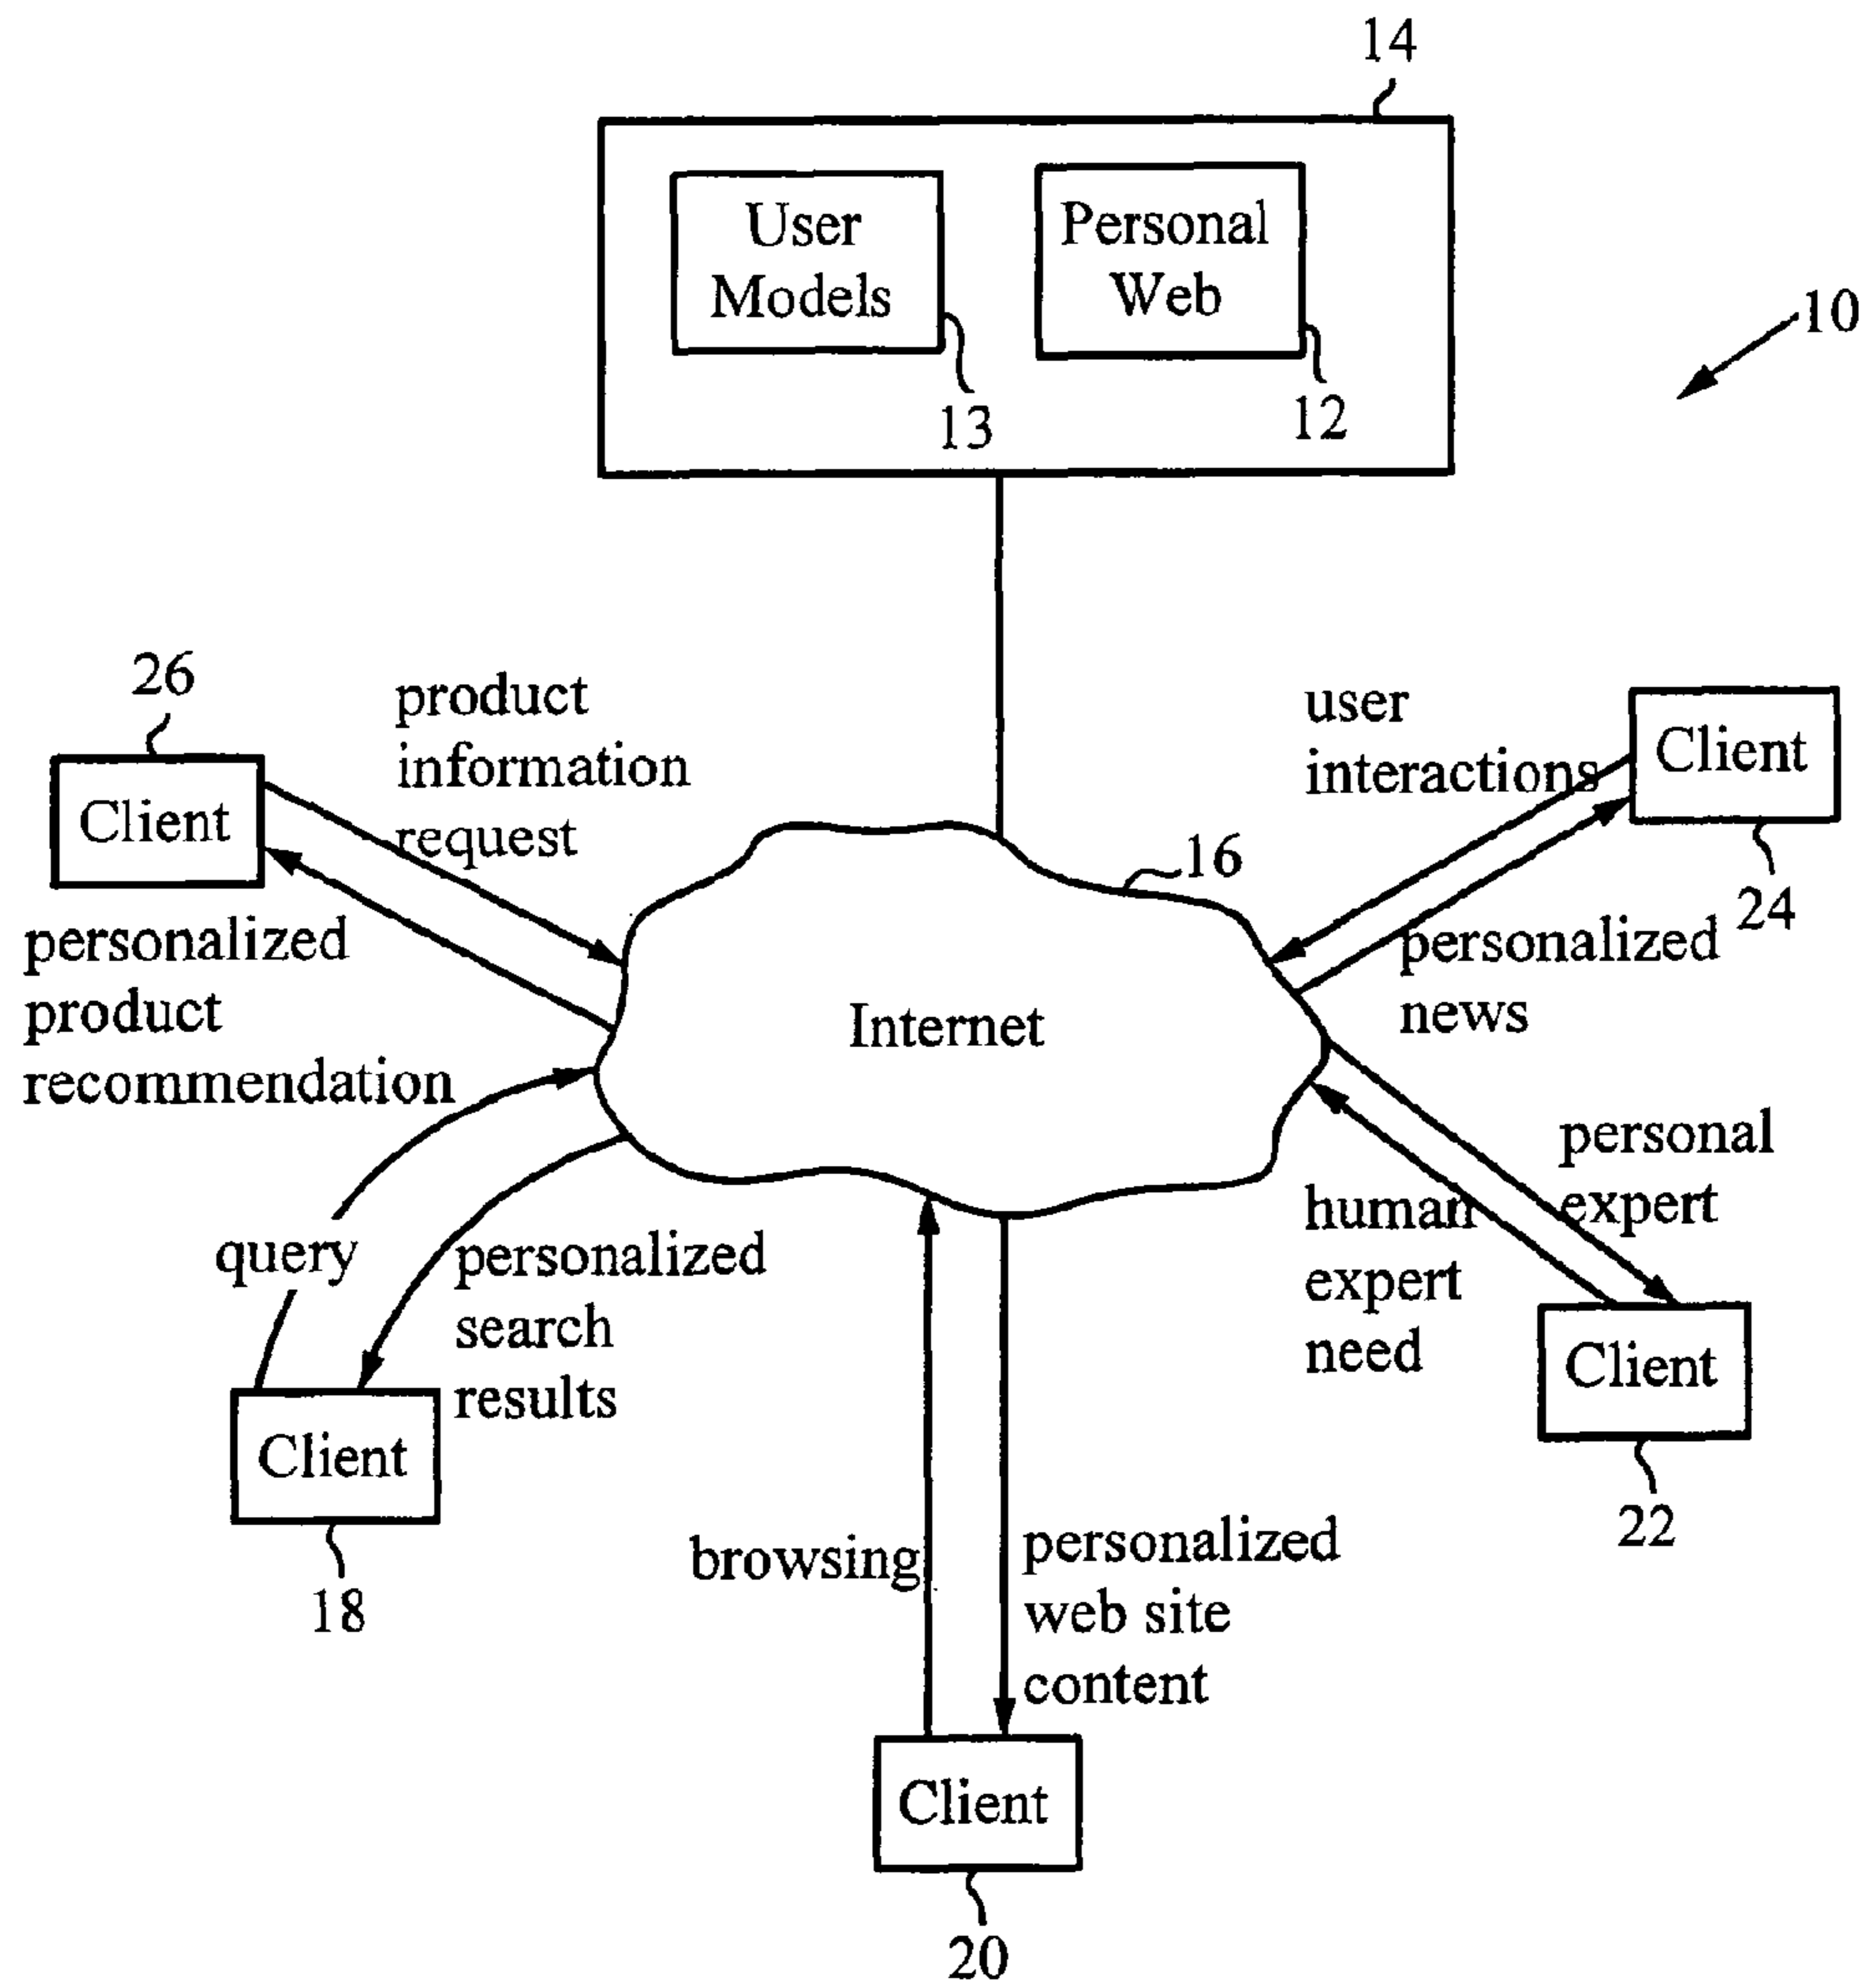 14
User
Models
Personal
Web
10
13
12
26
product
information
request
user
interactions
Client
Client
16
24
personalized
product
recommendation
personalized
news
Internet
personal
expert
human
expert
need
query
personalized
search
results
Client
Client
22
browsing
personalized
web site
content
18
Client
20